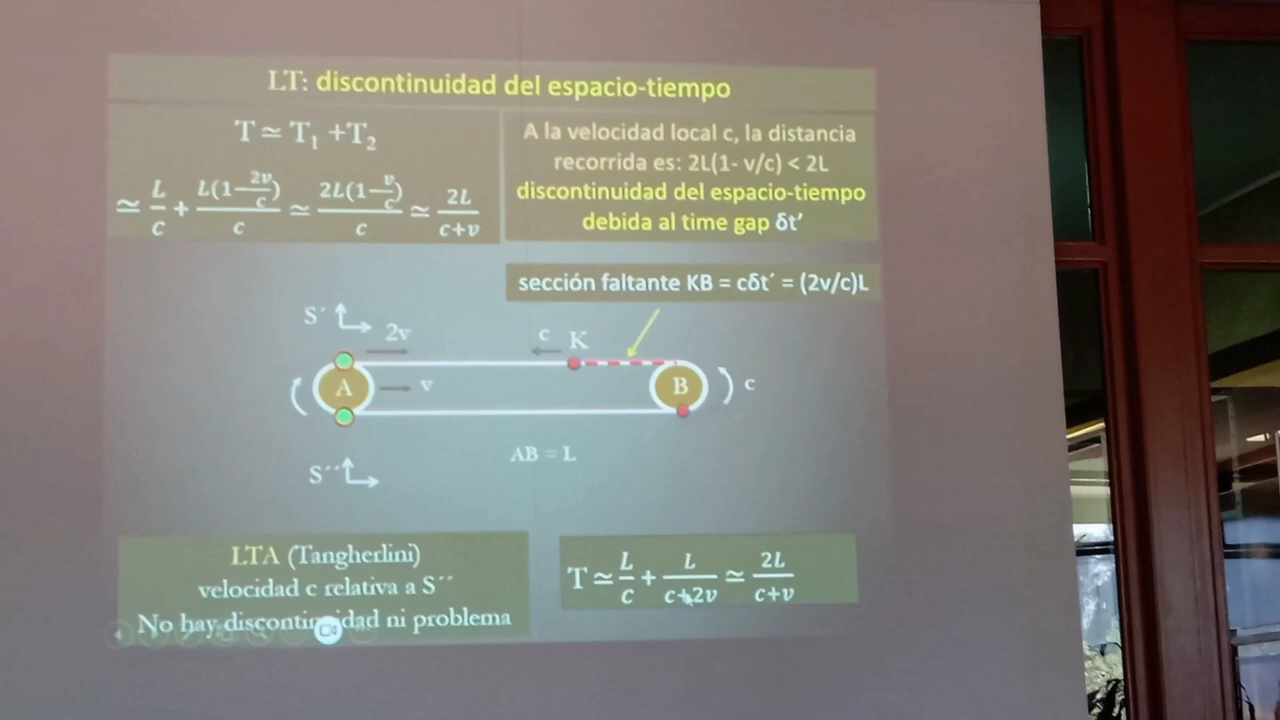 LT: discontinuidad del espacio-tiempo
T ≃ T₁ +T₂
≃ L/c + L(1−2v/c)/c ≃ 2L(1−v/c)/c ≃ 2L/c+v
A la velocidad local c, la distancia
recorrida es: 2L(1- v/c) < 2L
discontinuidad del espacio-tiempo
debida al time gap δt’
sección faltante KB = cδt´ = (2v/c)L
S´
2v
c
K
A
v
B
c
AB = L
S´´
LTA (Tangherlini)
velocidad c relativa a S´´
No hay discontinuidad ni problema
T ≃ L/c + L/c+2v ≃ 2L/c+v